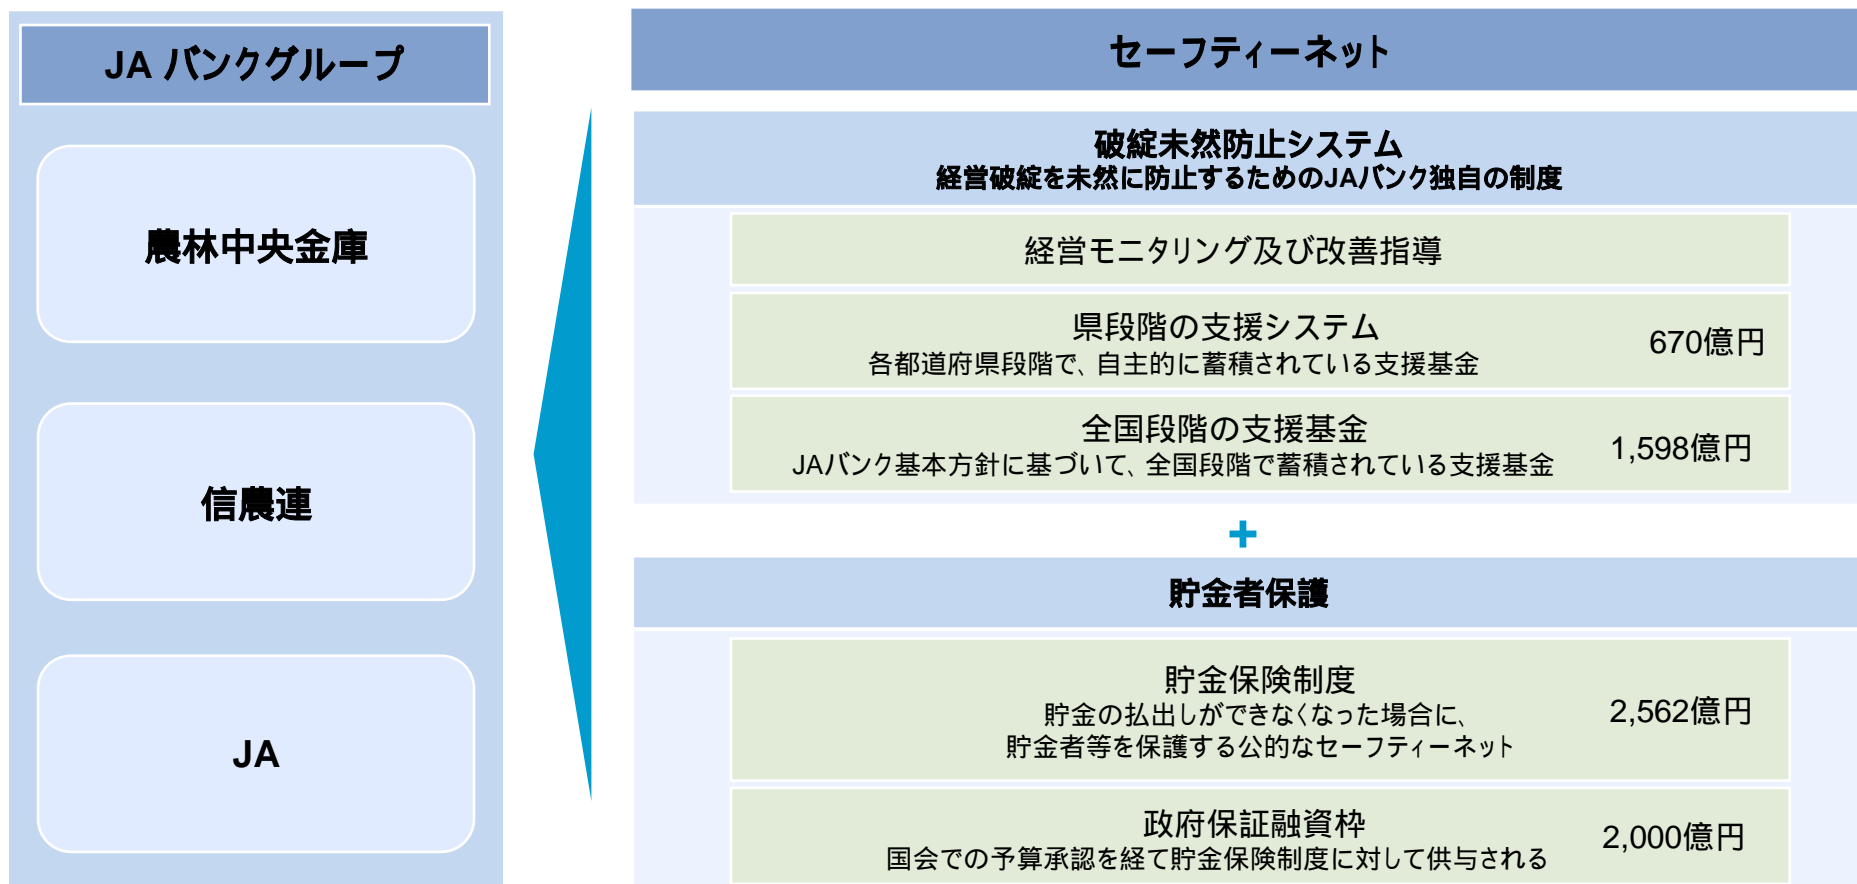 JA バンクグループ
農林中央金庫
信農連
JA
セーフティーネット
破綻未然防止システム
経営破綻を未然に防止するためのJAバンク独自の制度
経営モニタリング及び改善指導
県段階の支援システム
各都道府県段階で、自主的に蓄積されている支援基金
670億円
全国段階の支援基金
JAバンク基本方針に基づいて、全国段階で蓄積されている支援基金
1,598億円
+
貯金者保護
貯金保険制度
貯金の払出しができなくなった場合に、
貯金者等を保護する公的なセーフティーネット
2,562億円
政府保証融資枠
国会での予算承認を経て貯金保険制度に対して供与される
2,000億円